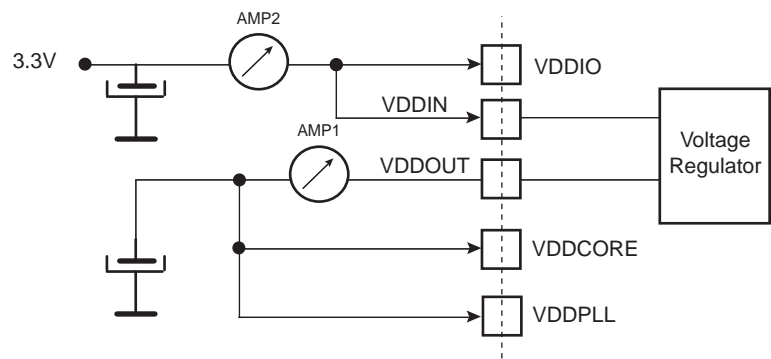 AMP2
3.3V
VDDIO
VDDIN
AMP1
Voltage
Regulator
VDDOUT
VDDCORE
VDDPLL